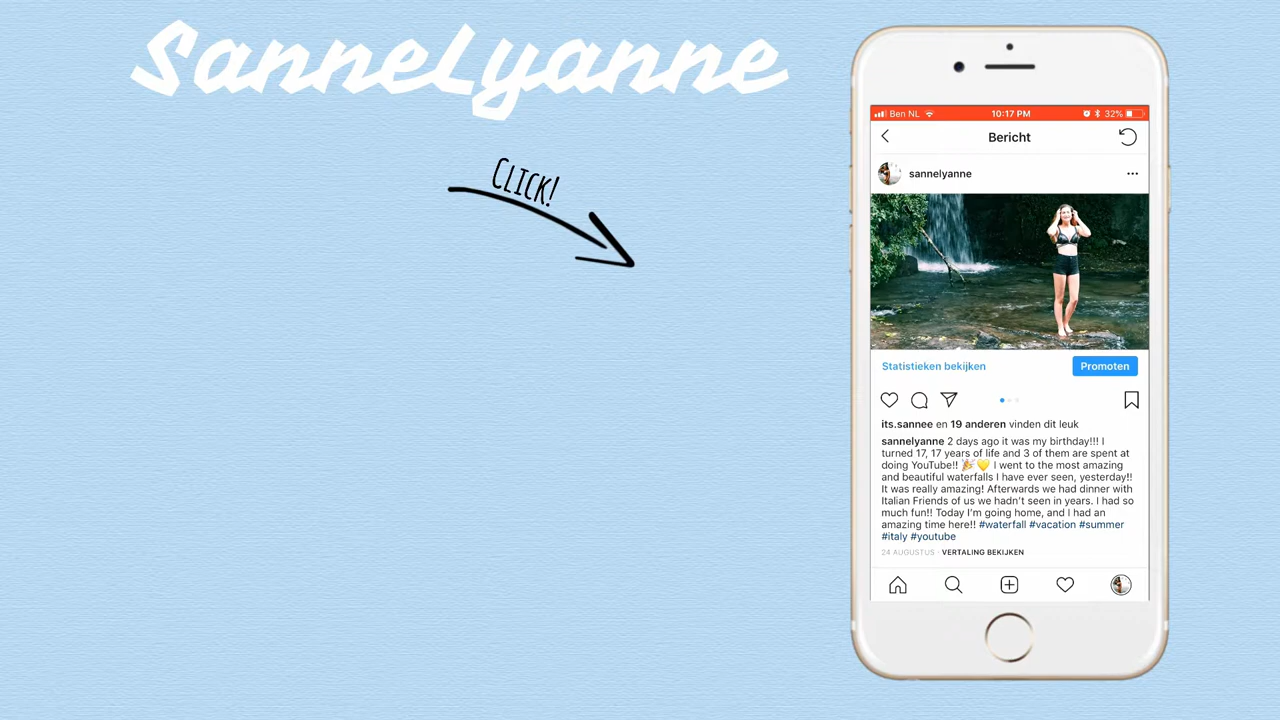 SanneLyanne
CLICK!
Ben NL 10:17 PM 32%
Bericht
sannelyanne
Statistieken bekijken Promoten
its.sannee en 19 anderen vinden dit leuk
sannelyanne 2 days ago it was my birthday!!! I
turned 17, 17 years of life and 3 of them are spent at
doing YouTube!! 🎉💛 I went to the most amazing
and beautiful waterfalls I have ever seen, yesterday!!
It was really amazing! Afterwards we had dinner with
Italian Friends of us we hadn't seen in years. I had so
much fun!! Today I'm going home, and I had an
amazing time here!! #waterfall #vacation #summer
#italy #youtube
24 AUGUSTUS · VERTALING BEKIJKEN